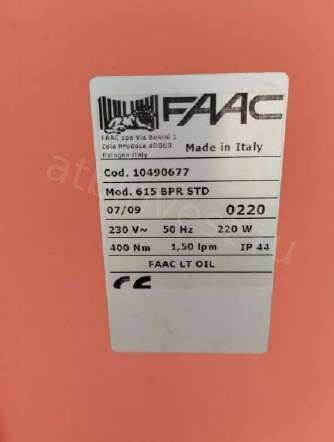 FAAC
FAAC spa Via Benini 1
Zola Predosa 40069
Bologna Italy
Made in Italy
Cod. 10490677
Mod. 615 BPR STD
07/09 0220
230 V~ 50 Hz 220 W
400 Nm 1,50 lpm IP 44
FAAC LT OIL
CE